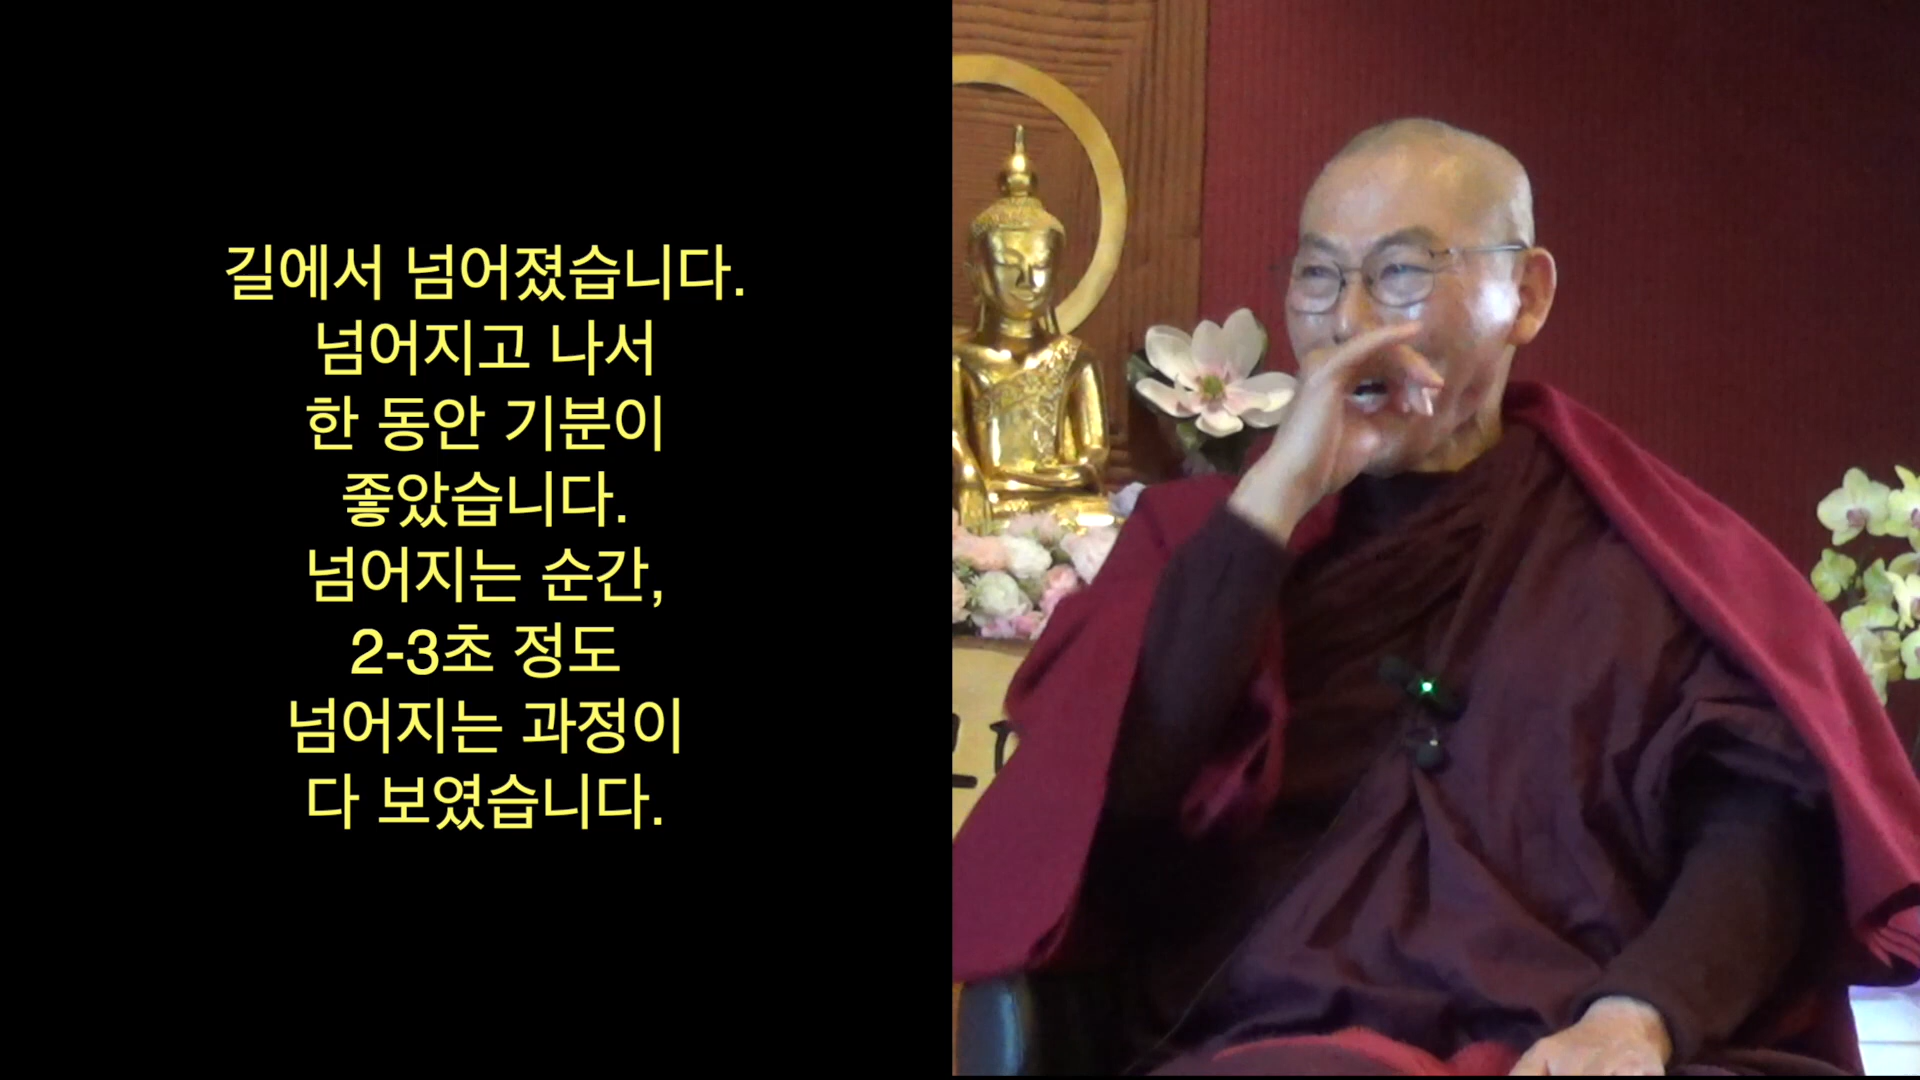 길에서 넘어졌습니다.
넘어지고 나서
한 동안 기분이
좋았습니다.
넘어지는 순간,
2-3초 정도
넘어지는 과정이
다 보였습니다.